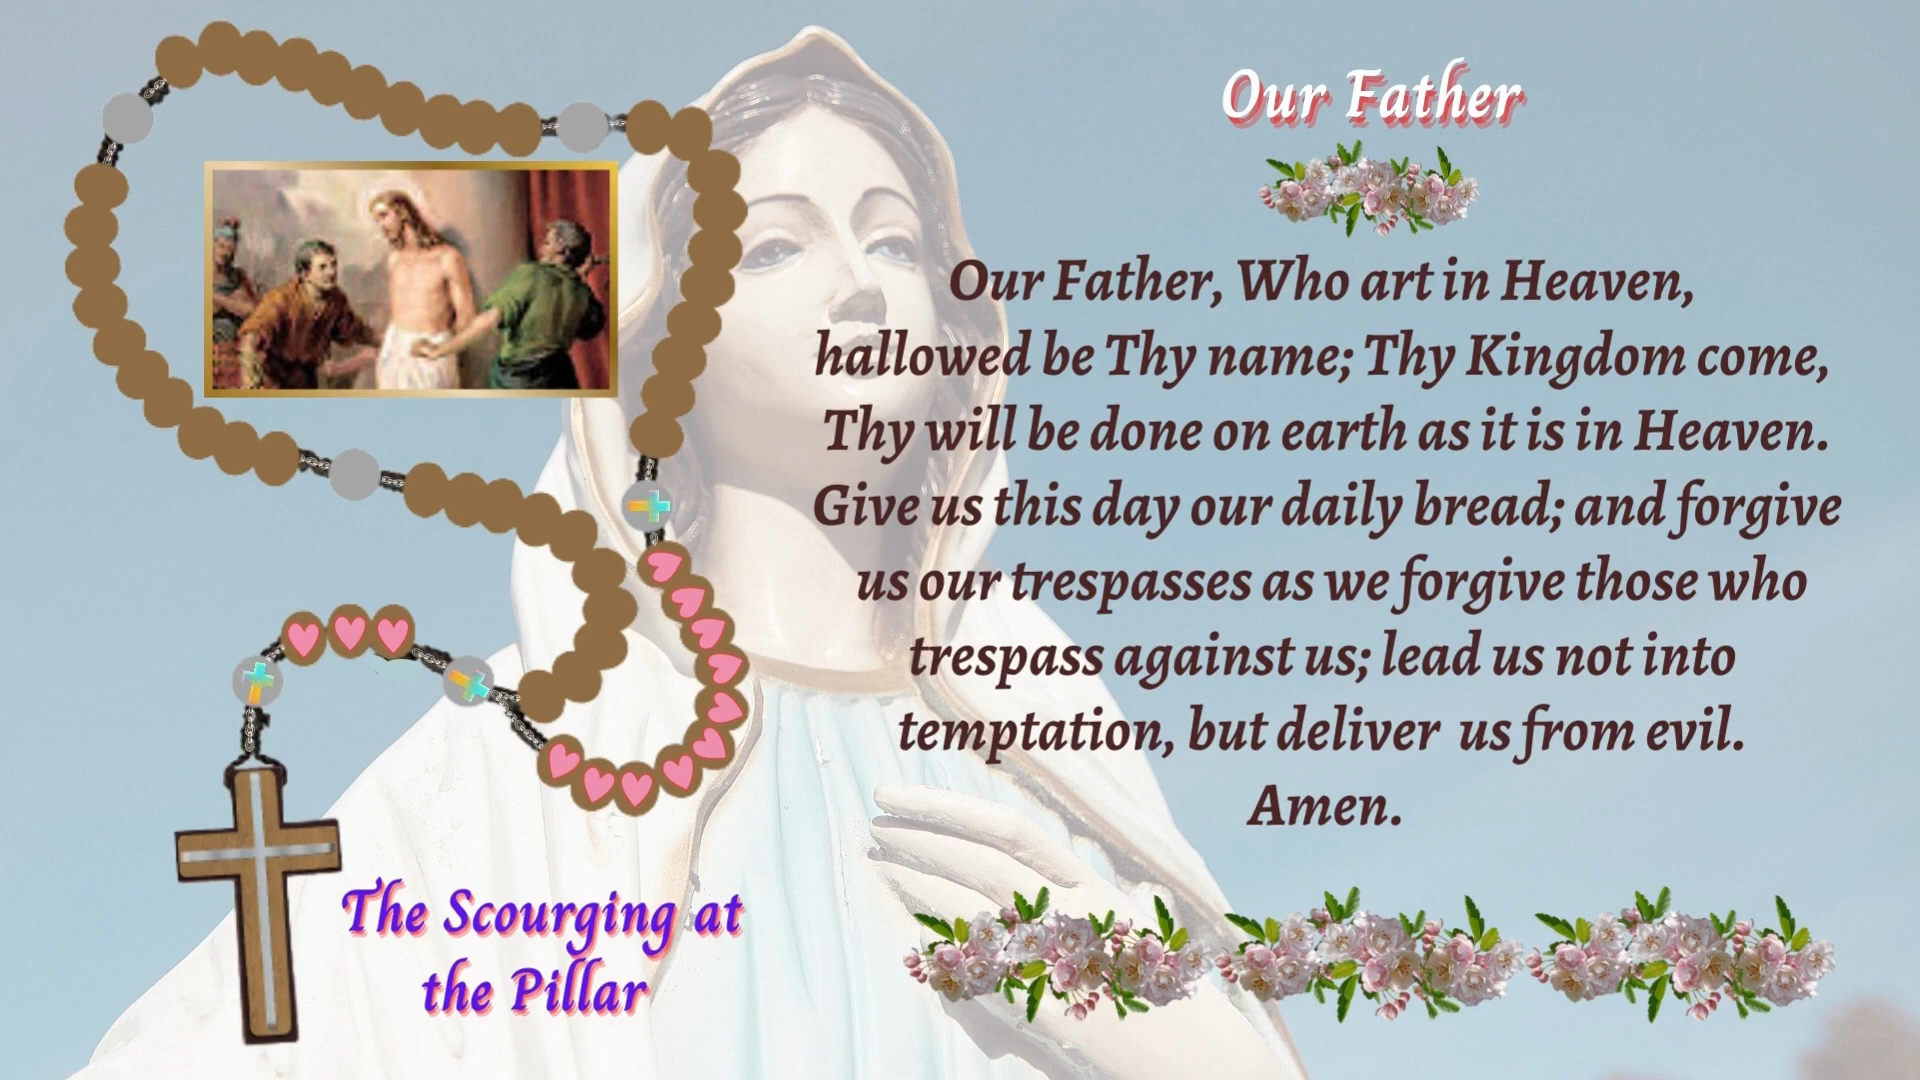 Our Father
Our Father, Who art in Heaven,
hallowed be Thy name; Thy Kingdom come,
Thy will be done on earth as it is in Heaven.
Give us this day our daily bread; and forgive
us our trespasses as we forgive those who
trespass against us; lead us not into
temptation, but deliver us from evil.
Amen.
The Scourging at
the Pillar